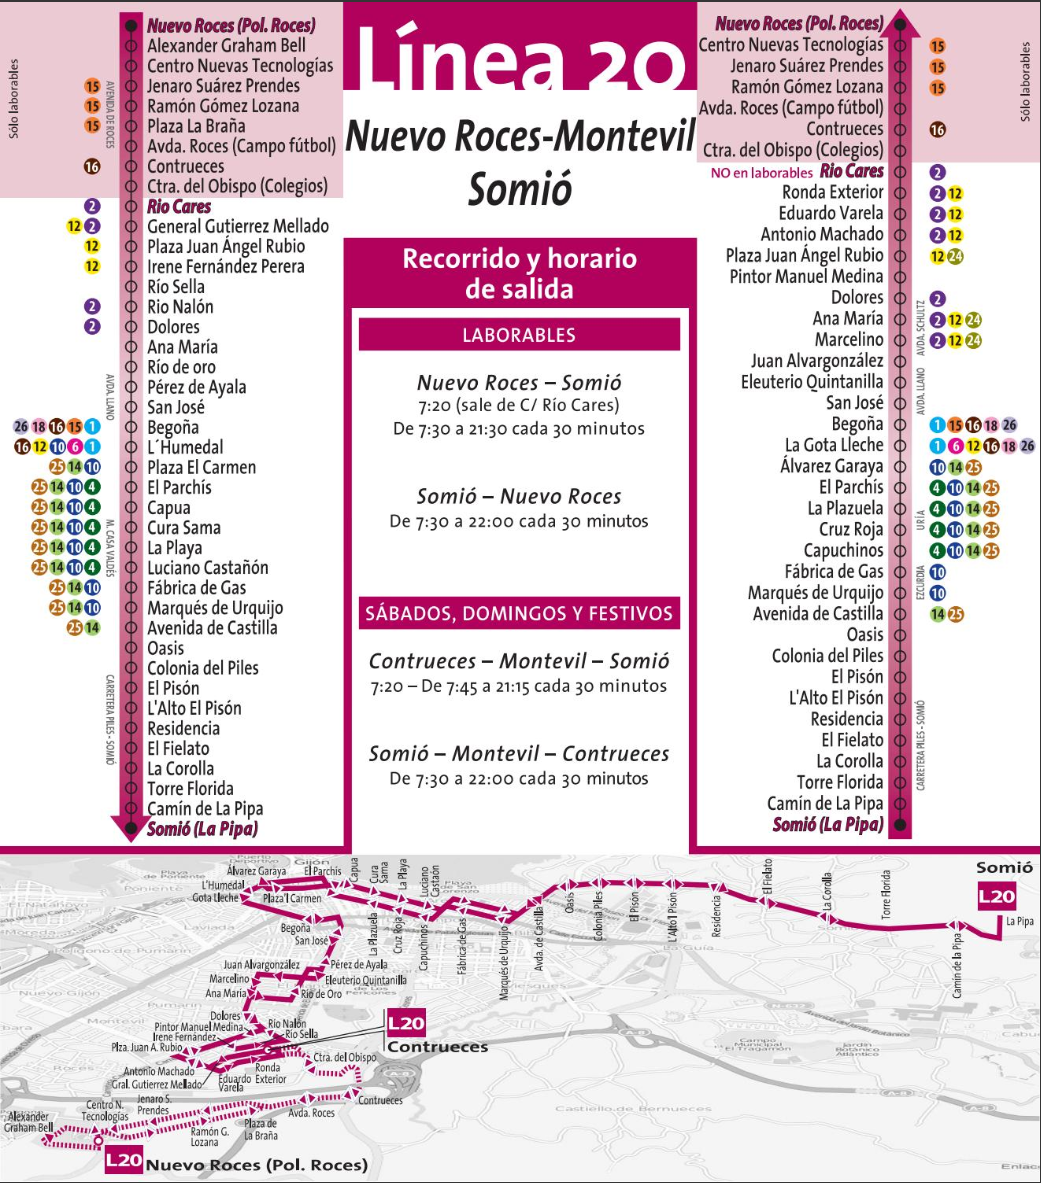 Sólo laborables
AVENIDA DE ROCES
AVDA. LLANO
M. CASA VALDÉS
CARRETERA PILES - SOMIÓ
Nuevo Roces (Pol. Roces)
Alexander Graham Bell
Centro Nuevas Tecnologías
15 Jenaro Suárez Prendes
15 Ramón Gómez Lozana
15 Plaza La Braña
Avda. Roces (Campo fútbol)
16 Contrueces
Ctra. del Obispo (Colegios)
2 Rio Cares
12 2 General Gutierrez Mellado
12 Plaza Juan Ángel Rubio
12 Irene Fernández Perera
Río Sella
2 Rio Nalón
2 Dolores
Ana María
Río de oro
Pérez de Ayala
San José
26 18 16 15 1 Begoña
16 12 10 6 1 L´Humedal
25 14 10 Plaza El Carmen
25 14 10 4 El Parchís
25 14 10 4 Capua
25 14 10 4 Cura Sama
25 14 10 4 La Playa
25 14 10 4 Luciano Castañón
25 14 10 Fábrica de Gas
25 14 10 Marqués de Urquijo
25 14 Avenida de Castilla
Oasis
Colonia del Piles
El Pisón
L'Alto El Pisón
Residencia
El Fielato
La Corolla
Torre Florida
Camín de La Pipa
Somió (La Pipa)
Línea 20
Nuevo Roces-Montevil
Somió
Recorrido y horario
de salida
LABORABLES
Nuevo Roces – Somió
7:20 (sale de C/ Río Cares)
De 7:30 a 21:30 cada 30 minutos
Somió – Nuevo Roces
De 7:30 a 22:00 cada 30 minutos
SÁBADOS, DOMINGOS Y FESTIVOS
Contrueces – Montevil – Somió
7:20 – De 7:45 a 21:15 cada 30 minutos
Somió – Montevil – Contrueces
De 7:30 a 22:00 cada 30 minutos
Nuevo Roces (Pol. Roces)
Centro Nuevas Tecnologías 15
Jenaro Suárez Prendes 15
Ramón Gómez Lozana 15
Avda. Roces (Campo fútbol)
Contrueces 16
Ctra. del Obispo (Colegios)
NO en laborables Rio Cares 2
Ronda Exterior 2 12
Eduardo Varela 2 12
Antonio Machado 2 12
Plaza Juan Ángel Rubio 12 24
Pintor Manuel Medina
Dolores 2
Ana María 2 12 24
Marcelino 2 12 24
Juan Alvargonzález
Eleuterio Quintanilla
San José
Begoña 1 15 16 18 26
La Gota Lleche 1 6 12 16 18 26
Álvarez Garaya 10 14 25
El Parchís 4 10 14 25
La Plazuela 4 10 14 25
Cruz Roja 4 10 14 25
Capuchinos 4 10 14 25
Fábrica de Gas 10
Marqués de Urquijo 10
Avenida de Castilla 14 25
Oasis
Colonia del Piles
El Pisón
L'Alto El Pisón
Residencia
El Fielato
La Corolla
Torre Florida
Camín de La Pipa
Somió (La Pipa)
Sólo laborables
AVDA. SCHULTZ
AVDA. LLANO
URÍA
EZCURDIA
CARRETERA PILES - SOMIÓ
Gijón
Álvarez Garaya
El Parchis
L'Humedal
Gota Lleche
Plaza'l Carmen
Capua
Cura
Sama
La Playa
Luciano
Castaón
La Plazuela
Cruz Roja
Capuchinos
Fábrica de Gas
Marqués de Urquijo
Avda. de Castilla
Oasis
Colonia Piles
El Pisón
L'Alto'l Pisón
Residencia
El Fielato
La Corolla
Torre Florida
Camín de la Pipa
Somió
L20
La Pipa
Begoña
San José
Juan Alvargonzález
Pérez de Ayala
Marcelino
Eleuterio Quintanilla
Ana María
Río de Oro
Dolores
Pintor Manuel Medina
Río Nalón
Irene Fernández
Río Sella
Plza. Juan A. Rubio
L20
Contrueces
Ctra. del Obispo
Antonio Machado
Ronda
Exterior
Gral. Gutierrez Mellado
Eduardo
Varela
Contrueces
Jenaro S.
Prendes
Centro N.
Tecnologías
Avda. Roces
Alexander
Graham Bell
Ramón G.
Lozana
Plaza de
La Braña
L20 Nuevo Roces (Pol. Roces)
Poniente
Montevil
Roces
Campo
Municipal
El Tragamón
Jardín
Botánico
Atlántico
Castiello de Bernueces